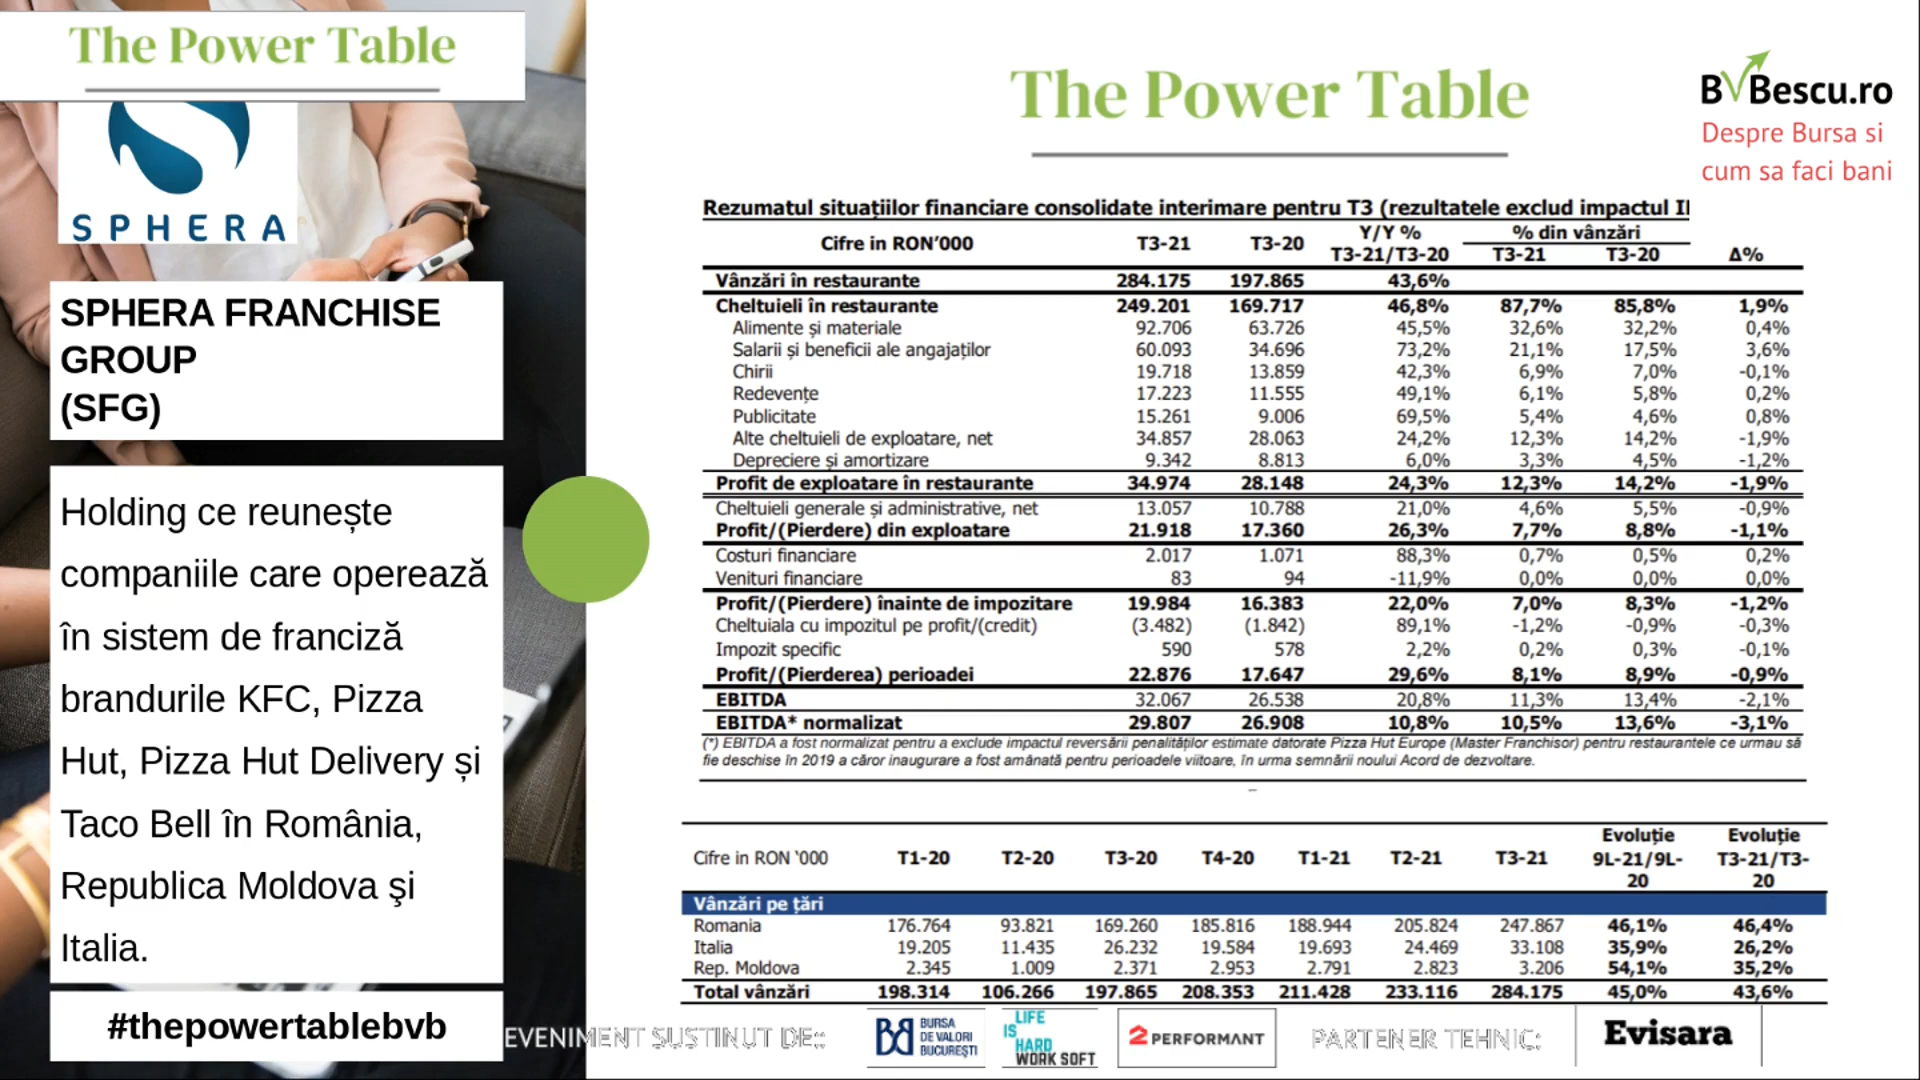 The Power Table
SPHERA
SPHERA FRANCHISE
GROUP
(SFG)
Holding ce reunește
companiile care operează
în sistem de franciză
brandurile KFC, Pizza
Hut, Pizza Hut Delivery și
Taco Bell în România,
Republica Moldova şi
Italia.
#thepowertablebvb
The Power Table
BVBescu.ro
Despre Bursa si
cum sa faci bani
Rezumatul situațiilor financiare consolidate interimare pentru T3 (rezultatele exclud impactul
Cifre in RON'000 T3-21 T3-20 Y/Y % T3-21/T3-20 % din vânzări T3-21 T3-20 Δ%
Vânzări în restaurante 284.175 197.865 43,6%
Cheltuieli în restaurante 249.201 169.717 46,8% 87,7% 85,8% 1,9%
Alimente și materiale 92.706 63.726 45,5% 32,6% 32,2% 0,4%
Salarii și beneficii ale angajaților 60.093 34.696 73,2% 21,1% 17,5% 3,6%
Chirii 19.718 13.859 42,3% 6,9% 7,0% -0,1%
Redevențe 17.223 11.555 49,1% 6,1% 5,8% 0,2%
Publicitate 15.261 9.006 69,5% 5,4% 4,6% 0,8%
Alte cheltuieli de exploatare, net 34.857 28.063 24,2% 12,3% 14,2% -1,9%
Depreciere și amortizare 9.342 8.813 6,0% 3,3% 4,5% -1,2%
Profit de exploatare în restaurante 34.974 28.148 24,3% 12,3% 14,2% -1,9%
Cheltuieli generale și administrative, net 13.057 10.788 21,0% 4,6% 5,5% -0,9%
Profit/(Pierdere) din exploatare 21.918 17.360 26,3% 7,7% 8,8% -1,1%
Costuri financiare 2.017 1.071 88,3% 0,7% 0,5% 0,2%
Venituri financiare 83 94 -11,9% 0,0% 0,0% 0,0%
Profit/(Pierdere) înainte de impozitare 19.984 16.383 22,0% 7,0% 8,3% -1,2%
Cheltuiala cu impozitul pe profit/(credit) (3.482) (1.842) 89,1% -1,2% -0,9% -0,3%
Impozit specific 590 578 2,2% 0,2% 0,3% -0,1%
Profit/(Pierderea) perioadei 22.876 17.647 29,6% 8,1% 8,9% -0,9%
EBITDA 32.067 26.538 20,8% 11,3% 13,4% -2,1%
EBITDA* normalizat 29.807 26.908 10,8% 10,5% 13,6% -3,1%
(*) EBITDA a fost normalizat pentru a exclude impactul reversării penalităților estimate datorate Pizza Hut Europe (Master Franchisor) pentru restaurantele ce urmau să
fie deschise în 2019 a căror inaugurare a fost amânată pentru perioadele viitoare, în urma semnării noului Acord de dezvoltare.
Cifre in RON '000 T1-20 T2-20 T3-20 T4-20 T1-21 T2-21 T3-21 Evoluție 9L-21/9L-20 Evoluție T3-21/T3-20
Vânzări pe țări
Romania 176.764 93.821 169.260 185.816 188.944 205.824 247.867 46,1% 46,4%
Italia 19.205 11.435 26.232 19.584 19.693 24.469 33.108 35,9% 26,2%
Rep. Moldova 2.345 1.009 2.371 2.953 2.791 2.823 3.206 54,1% 35,2%
Total vânzări 198.314 106.266 197.865 208.353 211.428 233.116 284.175 45,0% 43,6%
EVENIMENT SUSTINUT DE:
BURSA
DE VALORI
BUCUREȘTI
LIFE
IS
HARD
WORK SOFT
2PERFORMANT
PARTENER TEHNIC:
Evisara